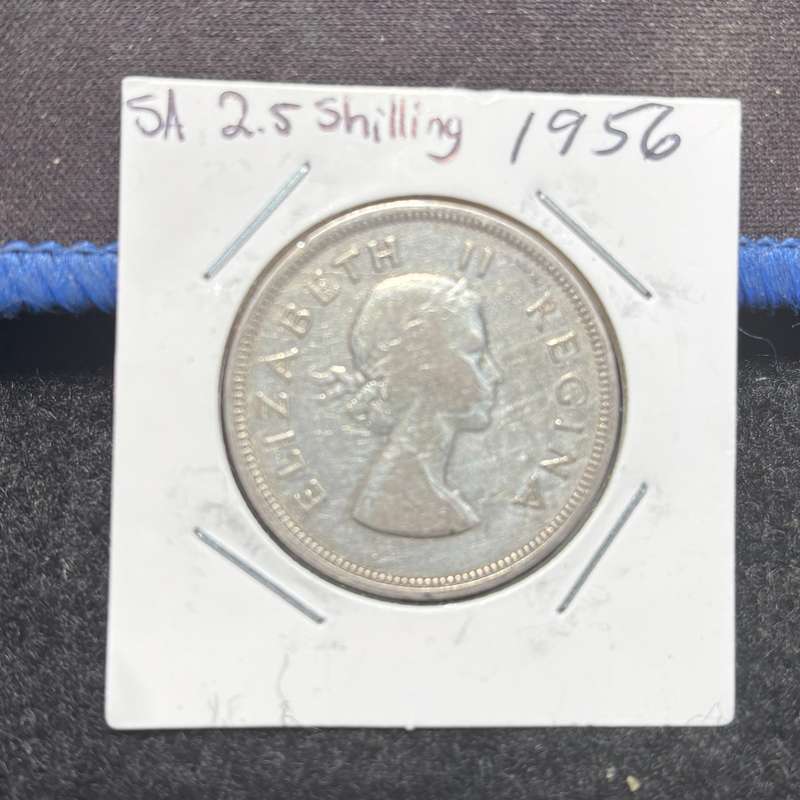 SA 2.5 Shilling 1956
ELIZABETH II REGINA